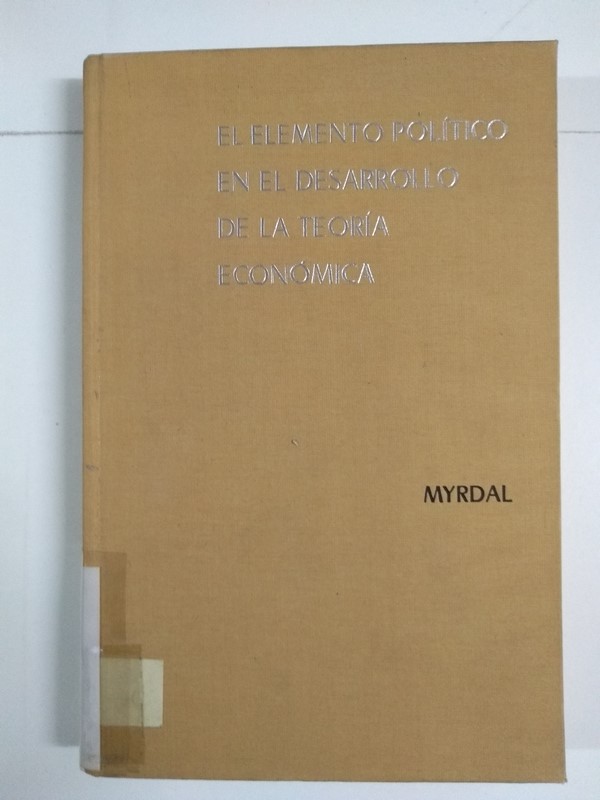 EL ELEMENTO POLÍTICO
EN EL DESARROLLO
DE LA TEORÍA
ECONÓMICA
MYRDAL